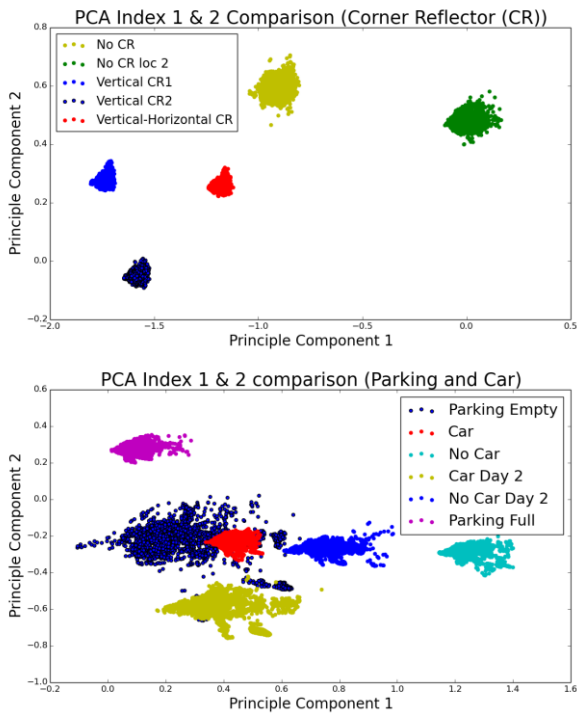 PCA Index 1 & 2 Comparison (Corner Reflector (CR))
0.8
0.6
0.4
0.2
0.0
−0.2
Principle Component 2
No CR
No CR loc 2
Vertical CR1
Vertical CR2
Vertical-Horizontal CR
−2.0 −1.5 −1.0 −0.5 0.0 0.5
Principle Component 1
PCA Index 1 & 2 comparison (Parking and Car)
0.6
0.4
0.2
0.0
−0.2
−0.4
−0.6
−0.8
−1.0
Principle Component 2
Parking Empty
Car
No Car
Car Day 2
No Car Day 2
Parking Full
−0.2 0.0 0.2 0.4 0.6 0.8 1.0 1.2 1.4 1.6
Principle Component 1